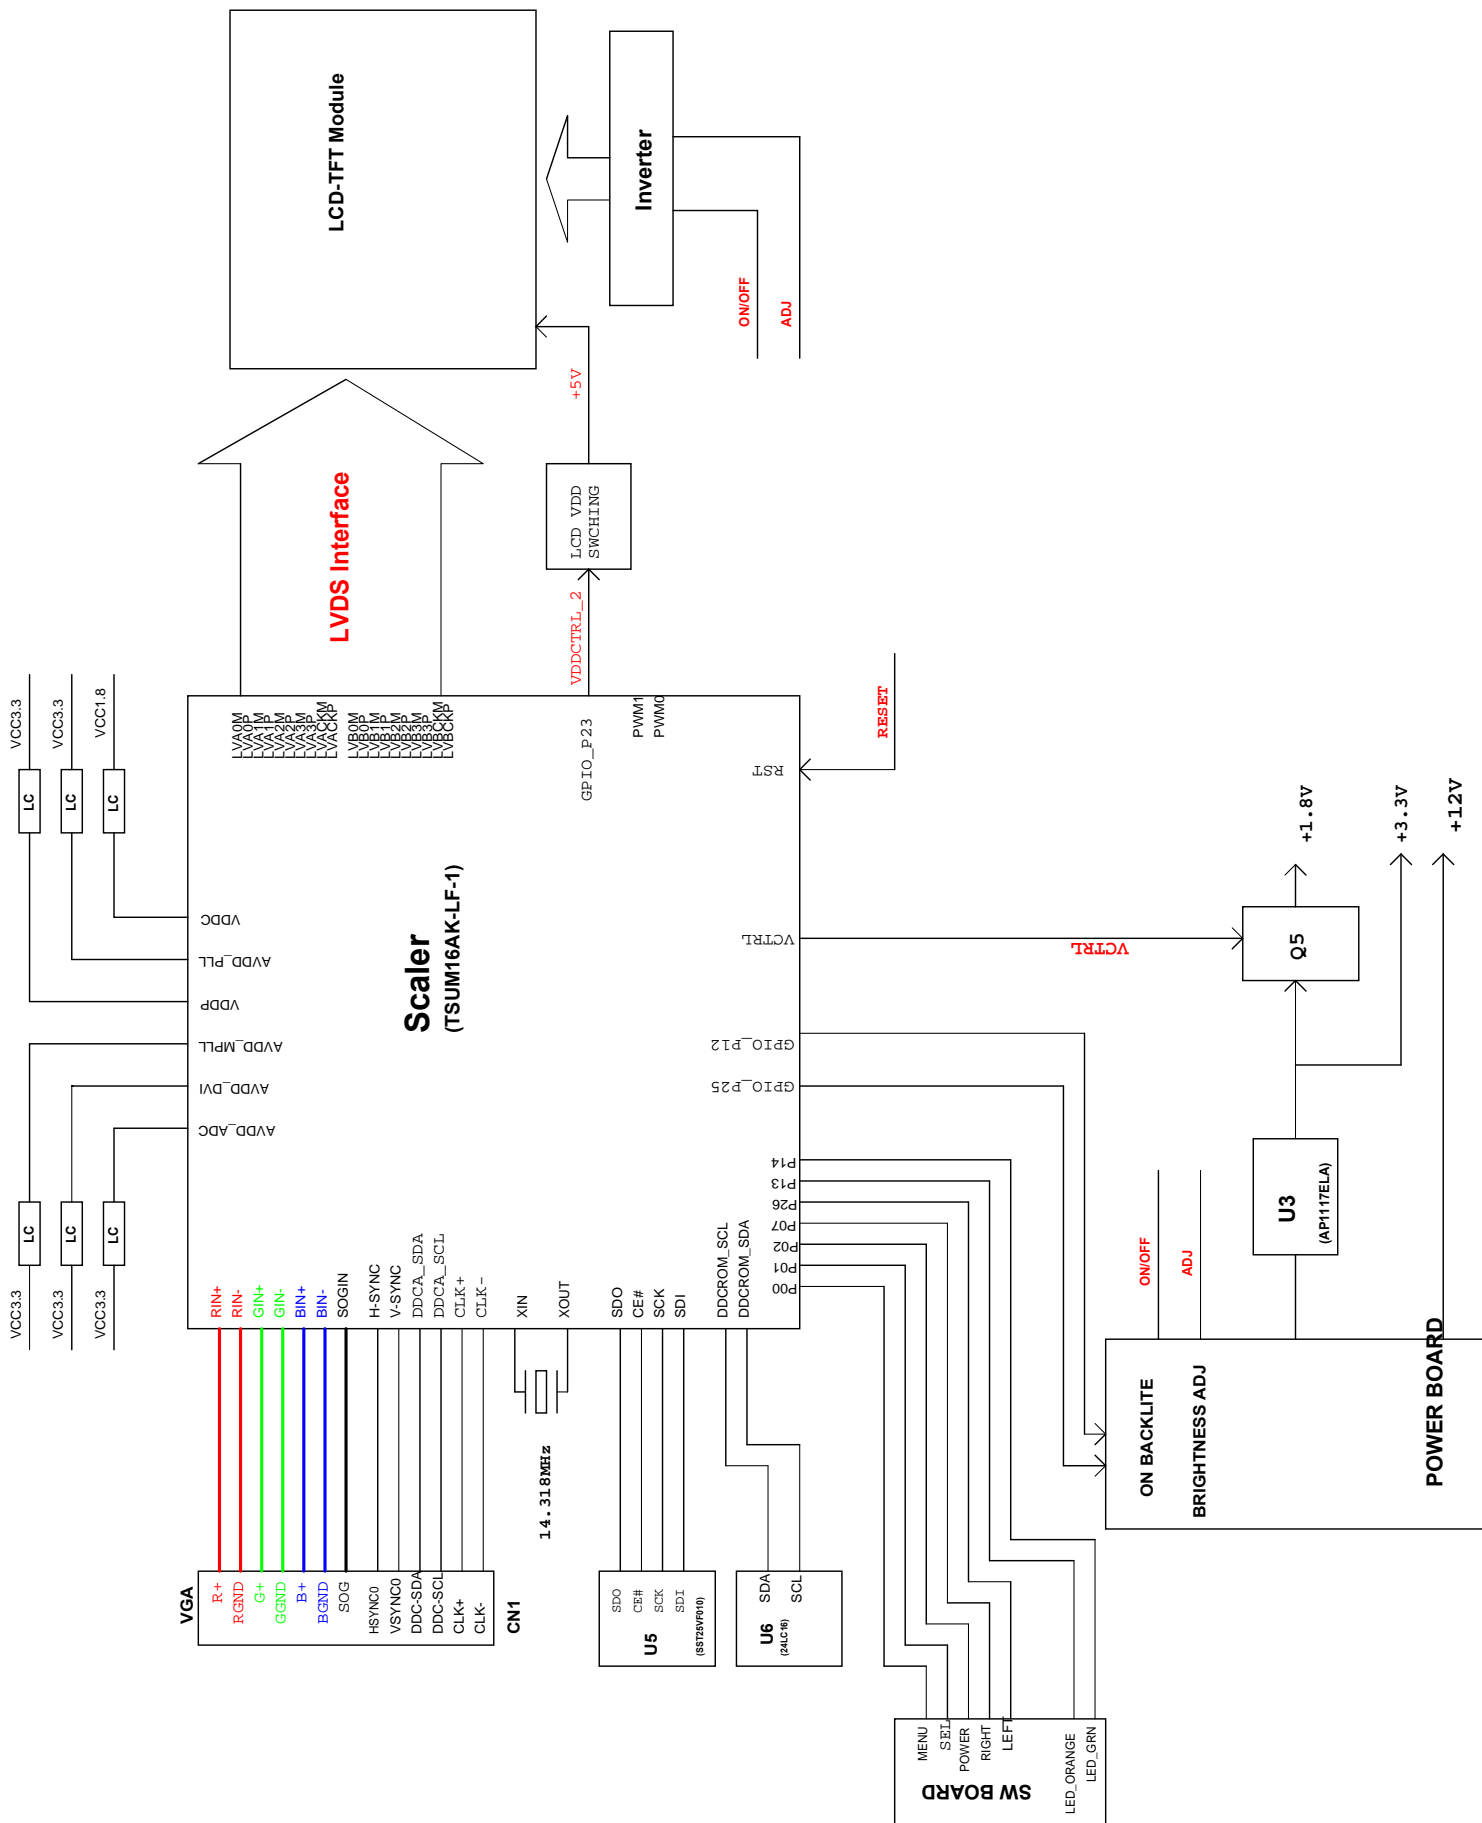 LCD-TFT Module
Inverter
ON/OFF
ADJ
+5V
LCD VDD
SWCHING
VDDCTRL_2
LVDS Interface
VCC3.3
VCC3.3
VCC1.8
LC
LC
LC
LVA0M
LVA0P
LVA1M
LVA1P
LVA2M
LVA2P
LVA3M
LVA3P
LVACKM
LVACKP
LVB0M
LVB0P
LVB1M
LVB1P
LVB2M
LVB2P
LVB3M
LVB3P
LVBCKM
LVBCKP
GPIO_P23
PWM1
PWM0
RST
RESET
VDDC
AVDD_PLL
VDDP
AVDD_MPLL
AVDD_DVI
AVDD_ADC
Scaler
(TSUM16AK-LF-1)
VCTRL
VCTRL
GPIO_P12
GPIO_P25
P14
P13
P26
P07
P02
P01
P00
LC
LC
LC
VCC3.3
VCC3.3
VCC3.3
RIN+
RIN-
GIN+
GIN-
BIN+
BIN-
SOGIN
H-SYNC
V-SYNC
DDCA_SDA
DDCA_SCL
CLK+
CLK-
XIN
XOUT
SDO
CE#
SCK
SDI
DDCROM_SCL
DDCROM_SDA
14.318MHz
VGA
R+
RGND
G+
GGND
B+
BGND
SOG
HSYNC0
VSYNC0
DDC-SDA
DDC-SCL
CLK+
CLK-
CN1
SDO
CE#
SCK
SDI
U5
(SST25VF010)
SDA
SCL
U6
(24LC16)
MENU
SEL
POWER
RIGHT
LEFT
LED_ORANGE
LED_GRN
SW BOARD
+1.8V
+3.3V
+12V
Q5
U3
(AP1117ELA)
ON/OFF
ADJ
ON BACKLITE
BRIGHTNESS ADJ
POWER BOARD